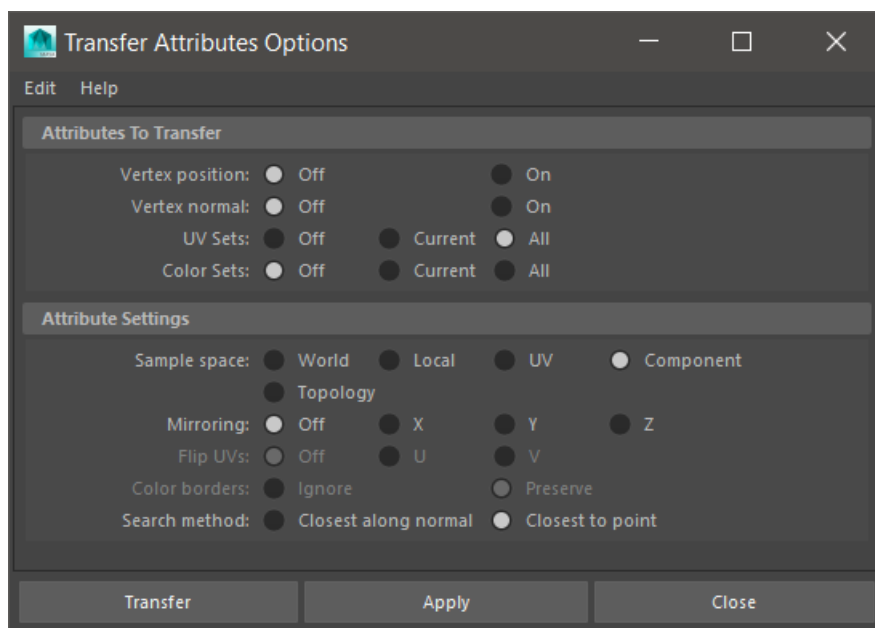 Transfer Attributes Options
Edit Help
Attributes To Transfer
Vertex position: Off On
Vertex normal: Off On
UV Sets: Off Current All
Color Sets: Off Current All
Attribute Settings
Sample space: World Local UV Component
Topology
Mirroring: Off X Y Z
Flip UVs: Off U V
Color borders: Ignore Preserve
Search method: Closest along normal Closest to point
Transfer Apply Close